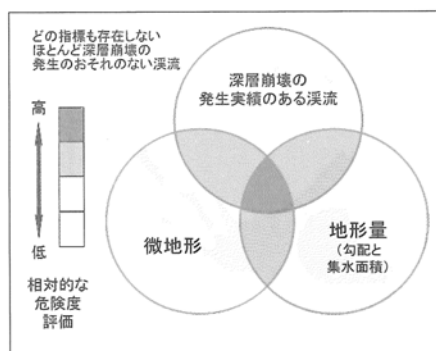 どの指標も存在しない
ほとんど深層崩壊の
発生のおそれのない渓流
高
低
相対的な
危険度
評価
深層崩壊の
発生実績のある渓流
微地形
地形量
(勾配と
集水面積)